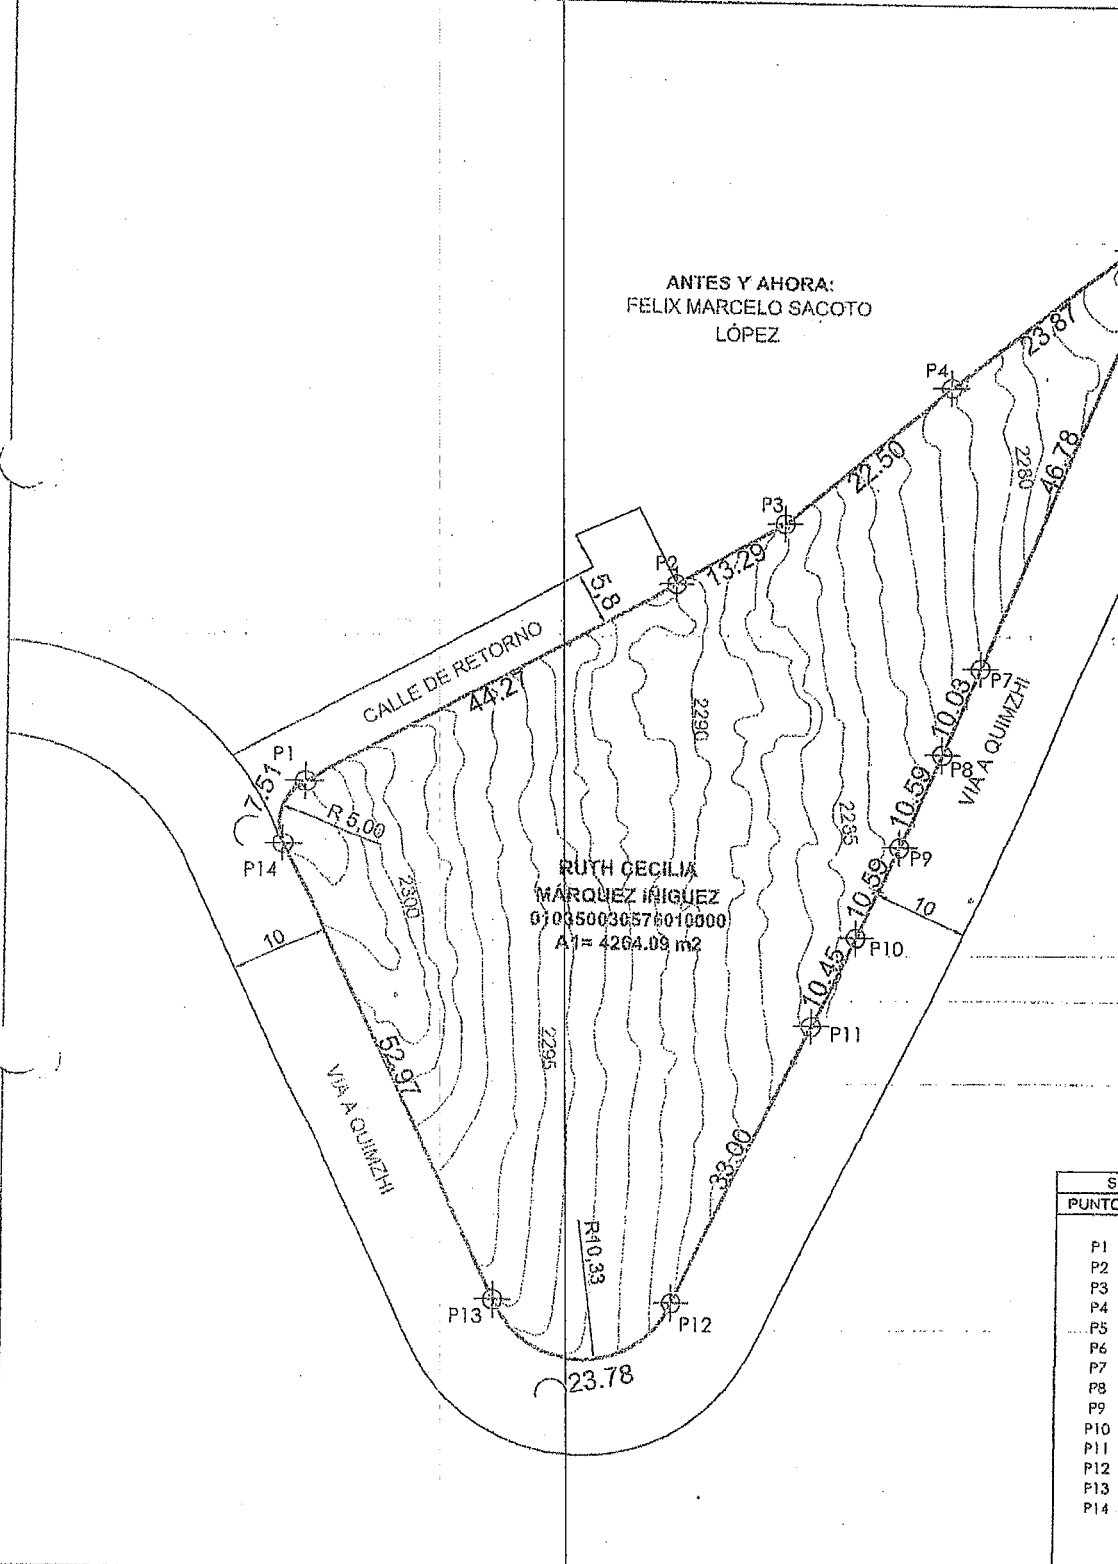 ANTES Y AHORA:
FELIX MARCELO SACOTO
LÓPEZ
23.87
P4
2280
46.78
22.50
P3
P2
13.29
5,8
CALLE DE RETORNO
44.27
P1
7.51
R 5,00
P14
2290
P7
10.03
P8
VIA A QUIMZHI
10.59
2285
P9
10.59
10
P10
10.45
P11
2300
RUTH CECILIA
MÁRQUEZ IÑIGUEZ
010350030576010000
A1= 4264.09 m2
10
52.97
2295
VIA A QUIMZHI
33.00
R10,33
P13
P12
23.78
S
PUNTO
P1
P2
P3
P4
P5
P6
P7
P8
P9
P10
P11
P12
P13
P14